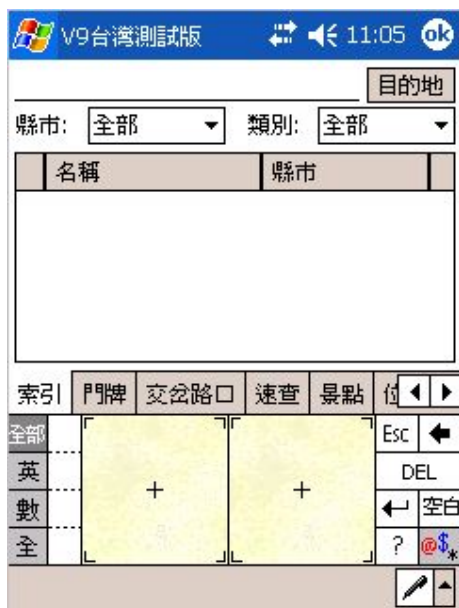 V9台灣測試版 11:05 ok
目的地
縣市: 全部 類別: 全部
名稱 縣市
索引 門牌 交岔路口 速查 景點
全部 Esc
英 DEL
數 空白
全 ? @$*